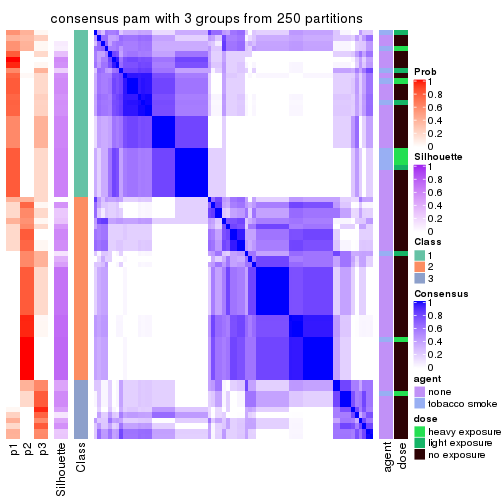 consensus pam with 3 groups from 250 partitions
Prob
1
0.8
0.6
0.4
0.2
0
Silhouette
1
0.8
0.6
0.4
0.2
0
Class
1
2
3
Consensus
1
0.8
0.6
0.4
0.2
0
agent
none
tobacco smoke
dose
heavy exposure
light exposure
no exposure
1
2
3
p1
p2
p3
Silhouette
Class
agent
dose